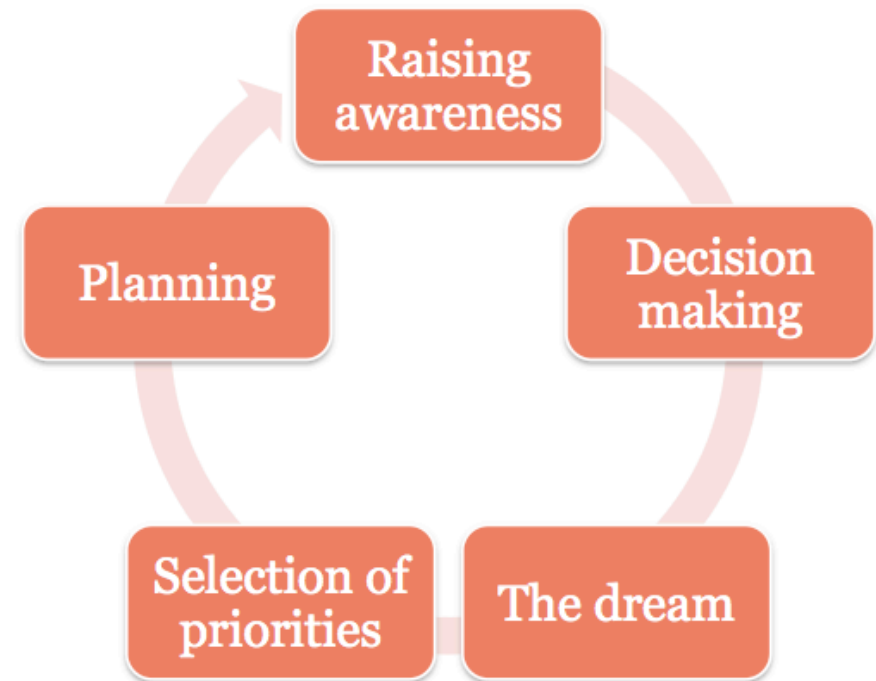 Raising
awareness
Decision
making
The dream
Selection of
priorities
Planning